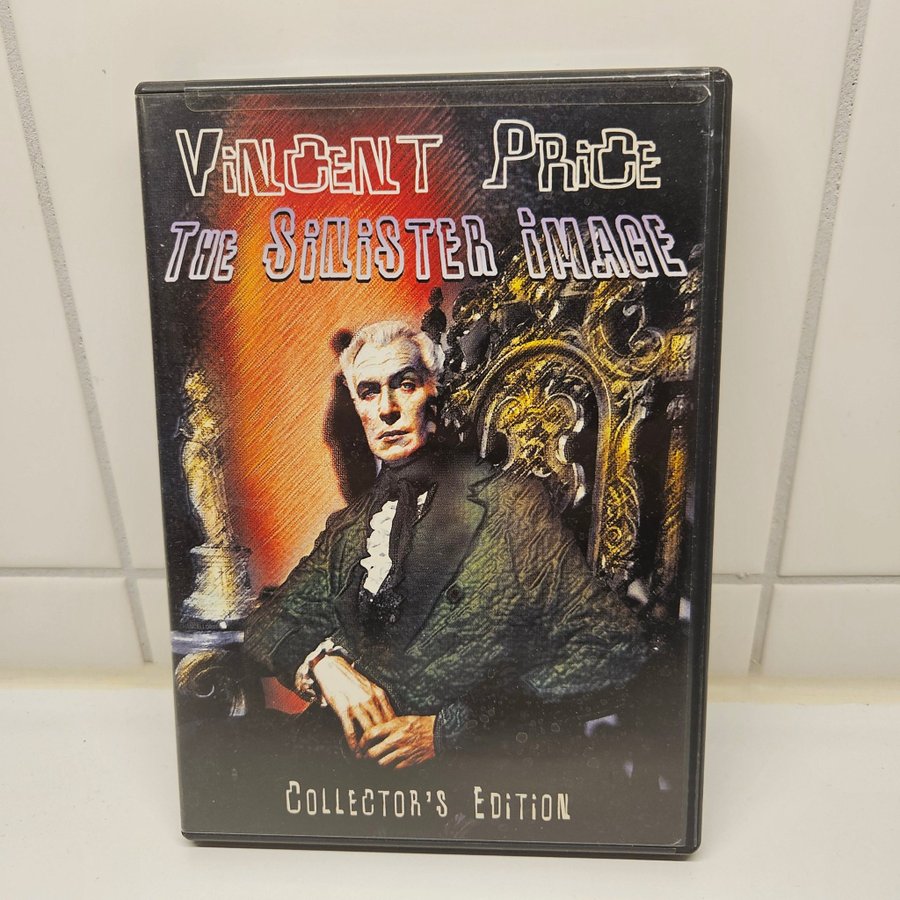 VINCENT PRICE
THE SINISTER IMAGE
COLLECTOR'S EDITION